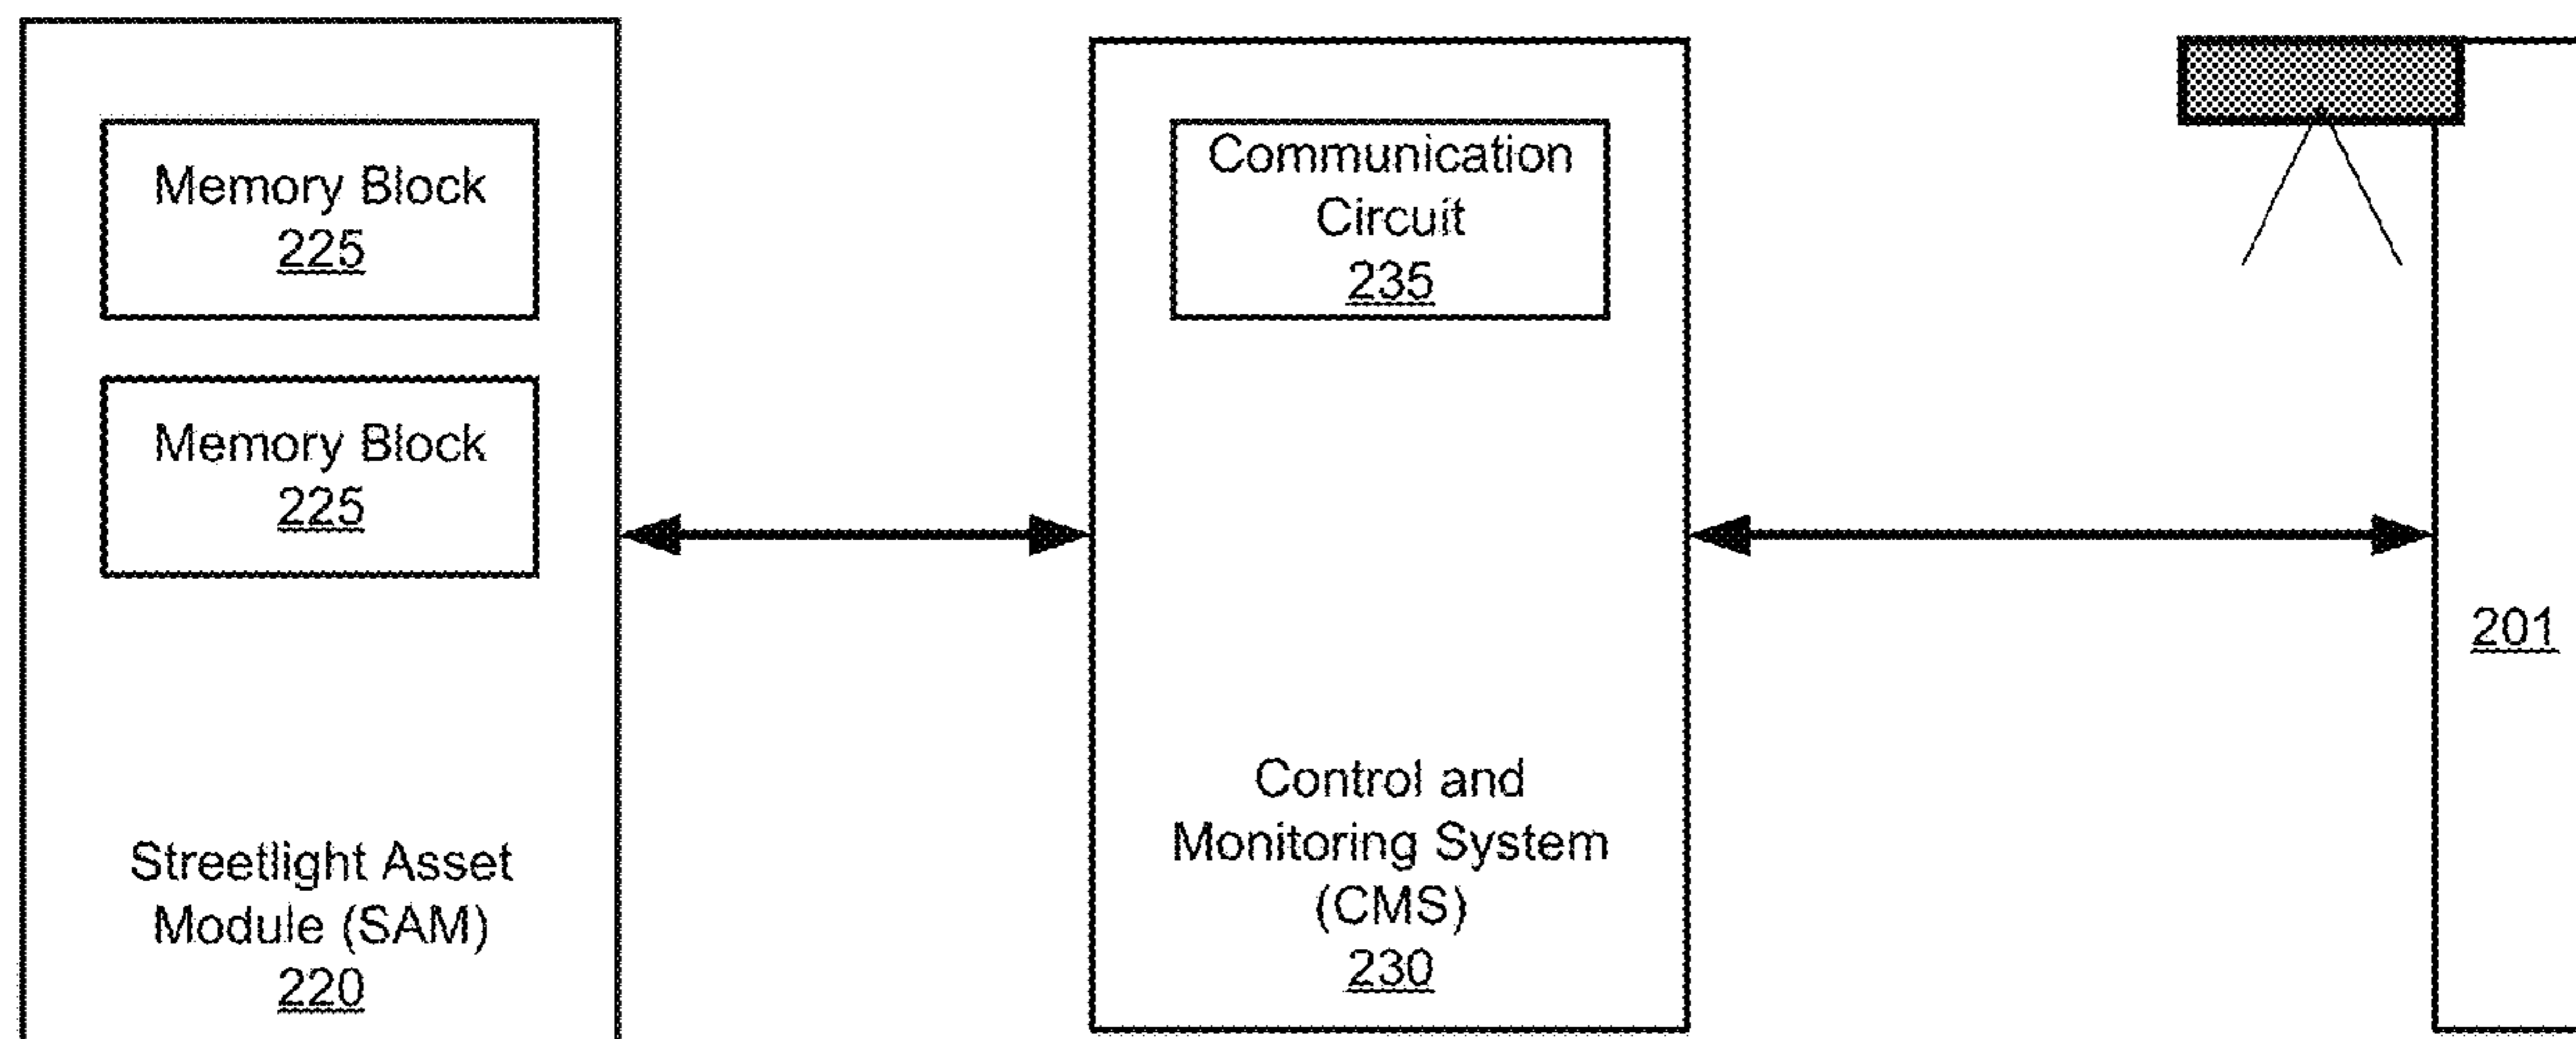 Memory Block
225
Memory Block
225
Streetlight Asset
Module (SAM)
220
Communication
Circuit
235
Control and
Monitoring System
(CMS)
230
201